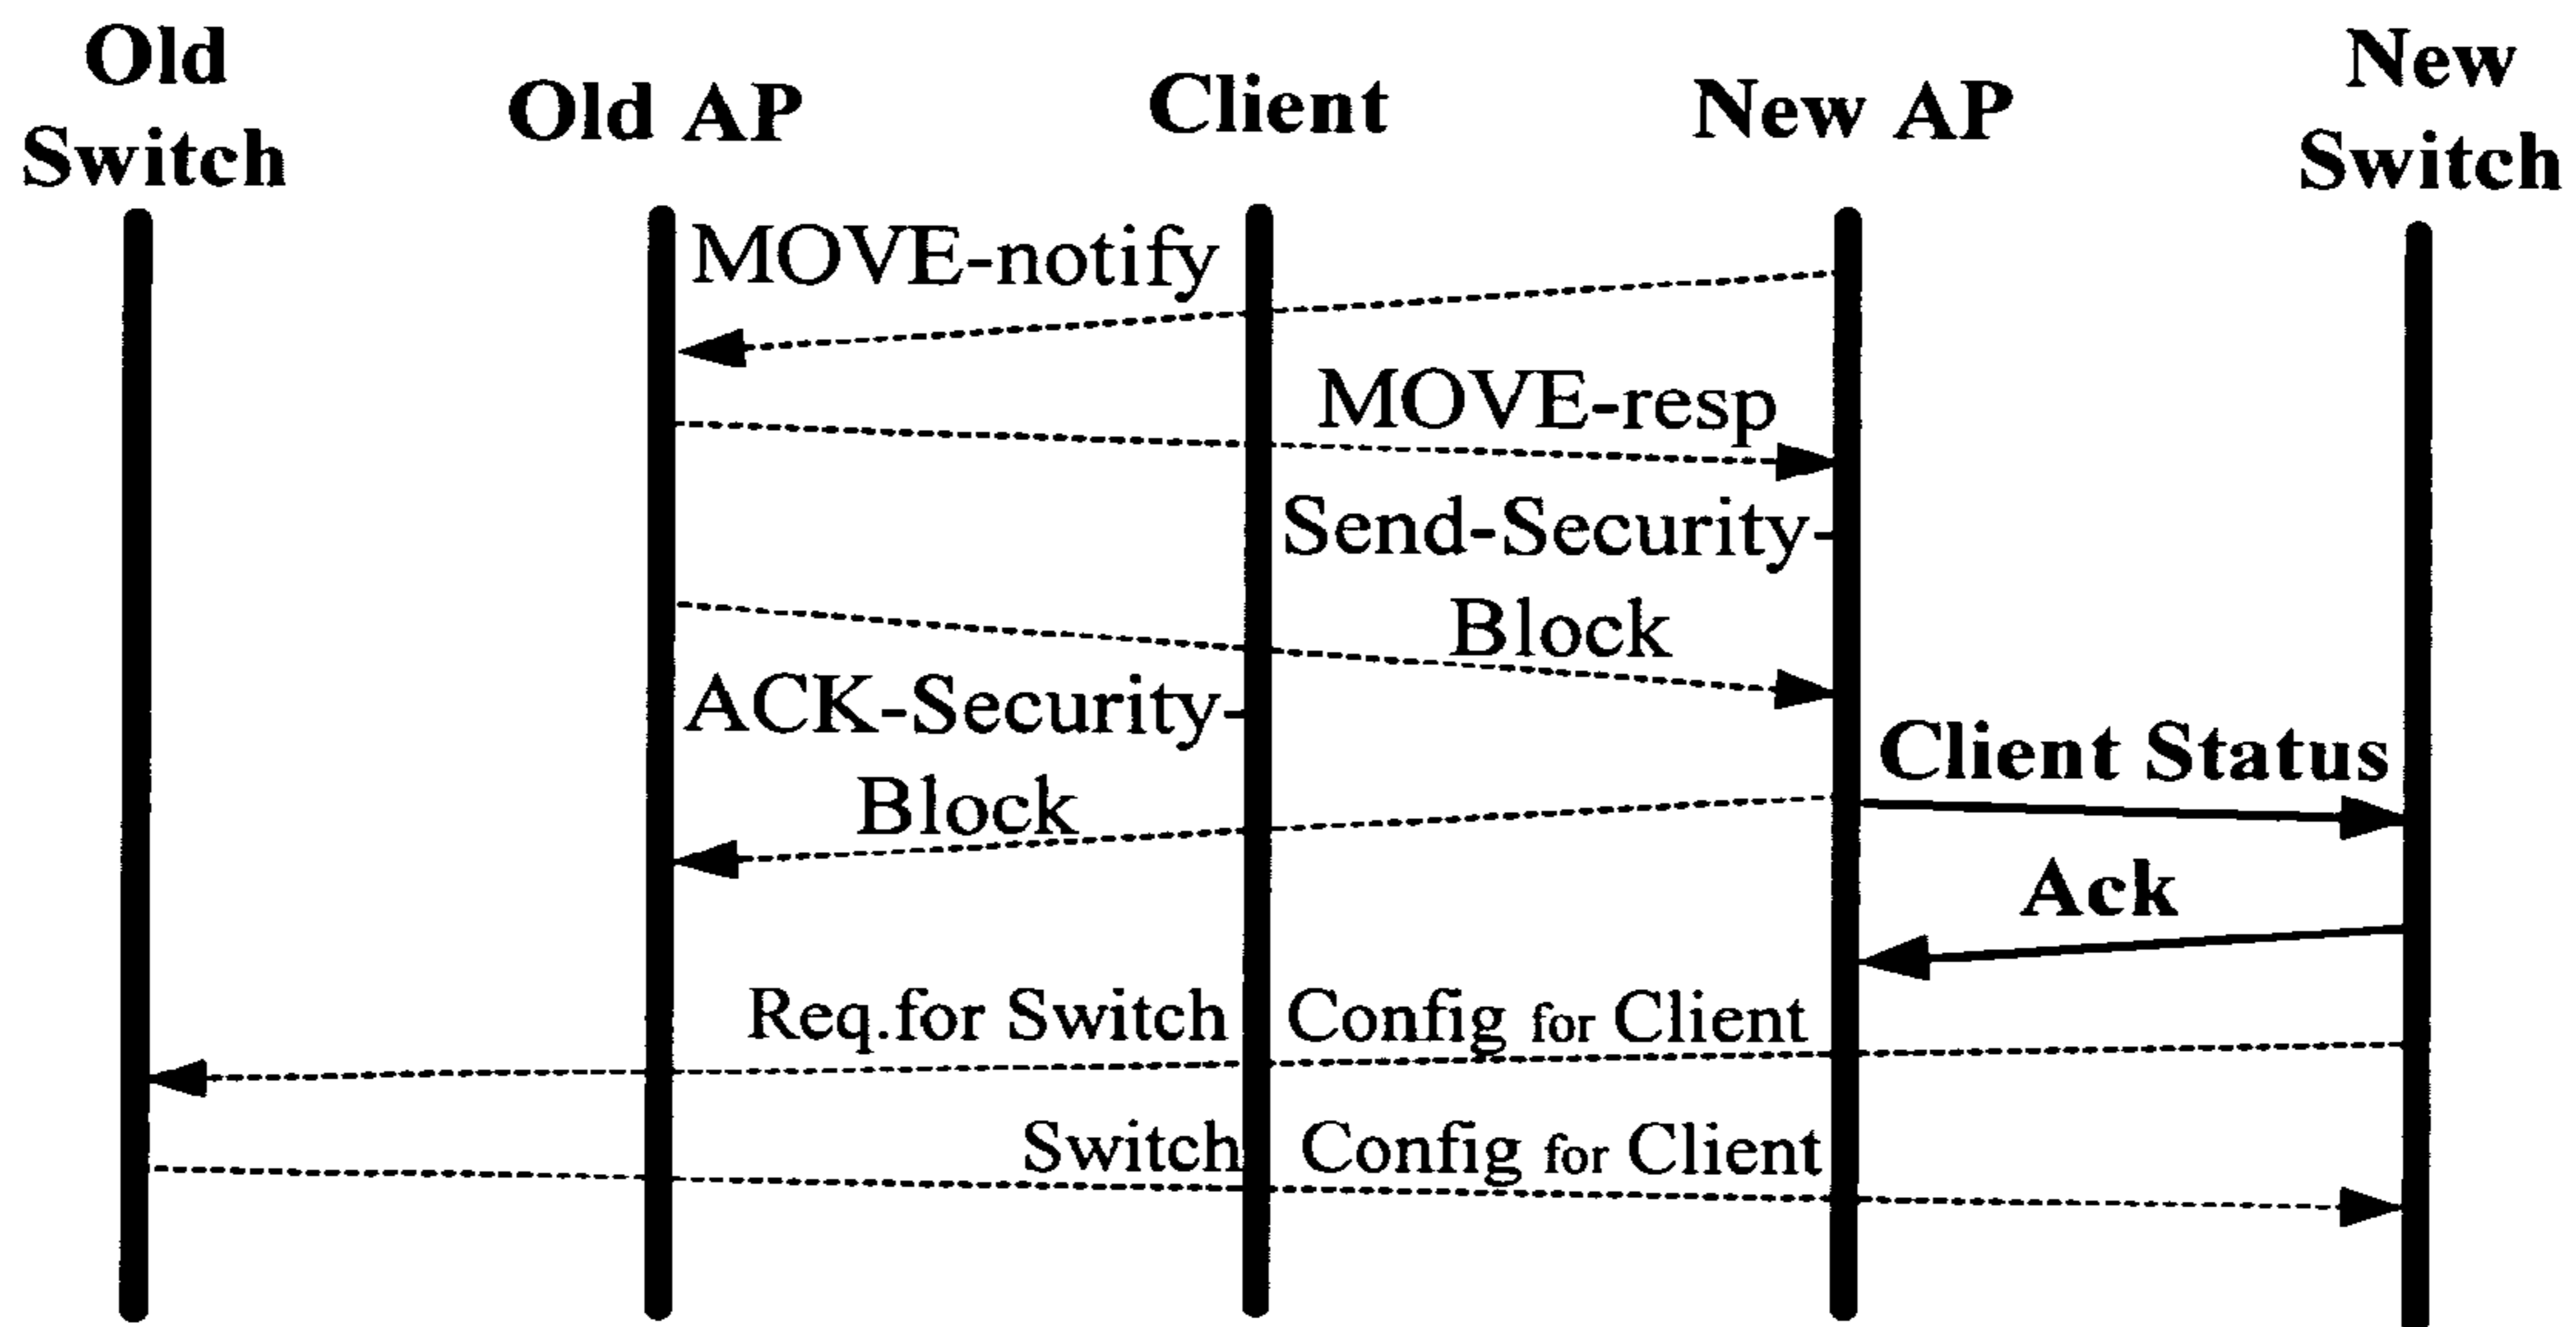 Old
Switch
Old AP
Client
New AP
New
Switch
MOVE-notify
MOVE-resp
Send-Security-
Block
ACK-Security-
Block
Client Status
Ack
Req.for Switch Config for Client
Switch Config for Client